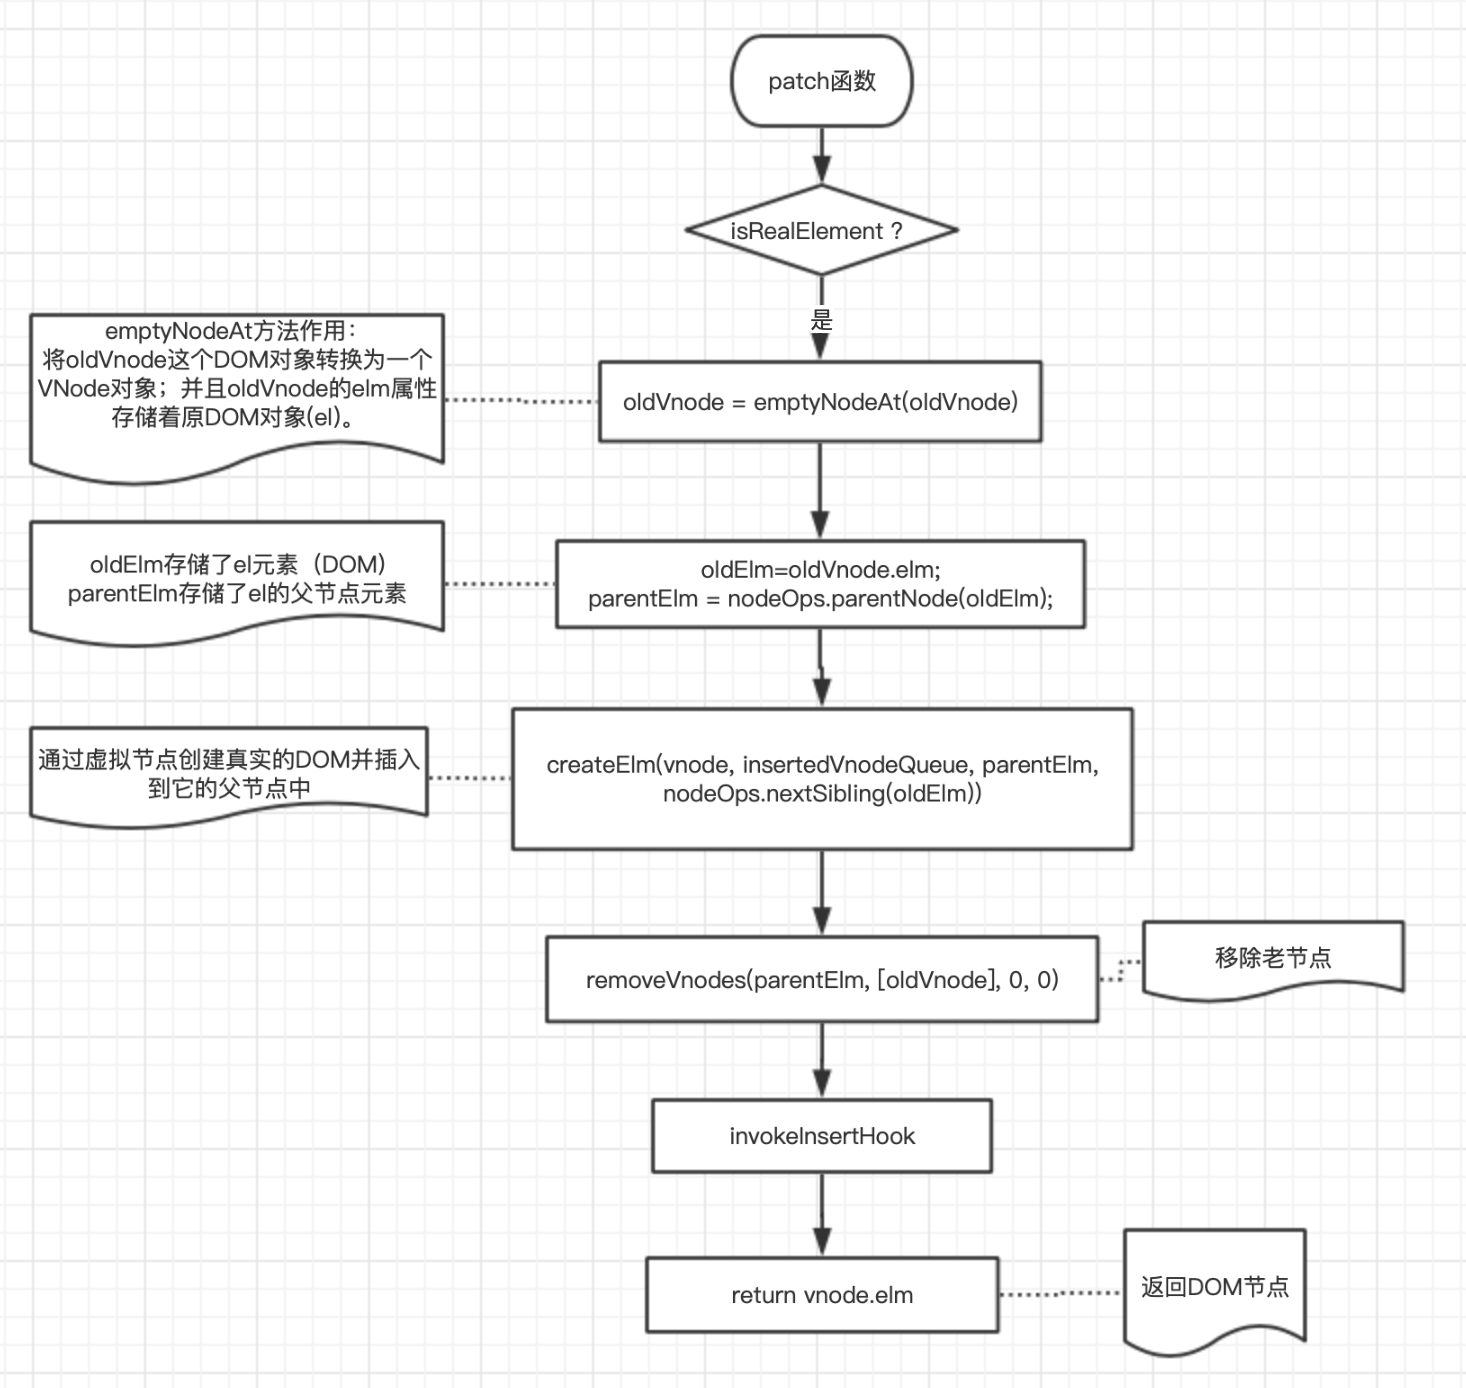 patch函数
isRealElement ?
是
emptyNodeAt方法作用：
将oldVnode这个DOM对象转换为一个
VNode对象；并且oldVnode的elm属性
存储着原DOM对象(el)。
oldVnode = emptyNodeAt(oldVnode)
oldElm存储了el元素（DOM）
parentElm存储了el的父节点元素
oldElm=oldVnode.elm;
parentElm = nodeOps.parentNode(oldElm);
通过虚拟节点创建真实的DOM并插入
到它的父节点中
createElm(vnode, insertedVnodeQueue, parentElm,
nodeOps.nextSibling(oldElm))
removeVnodes(parentElm, [oldVnode], 0, 0)
移除老节点
invokeInsertHook
return vnode.elm
返回DOM节点